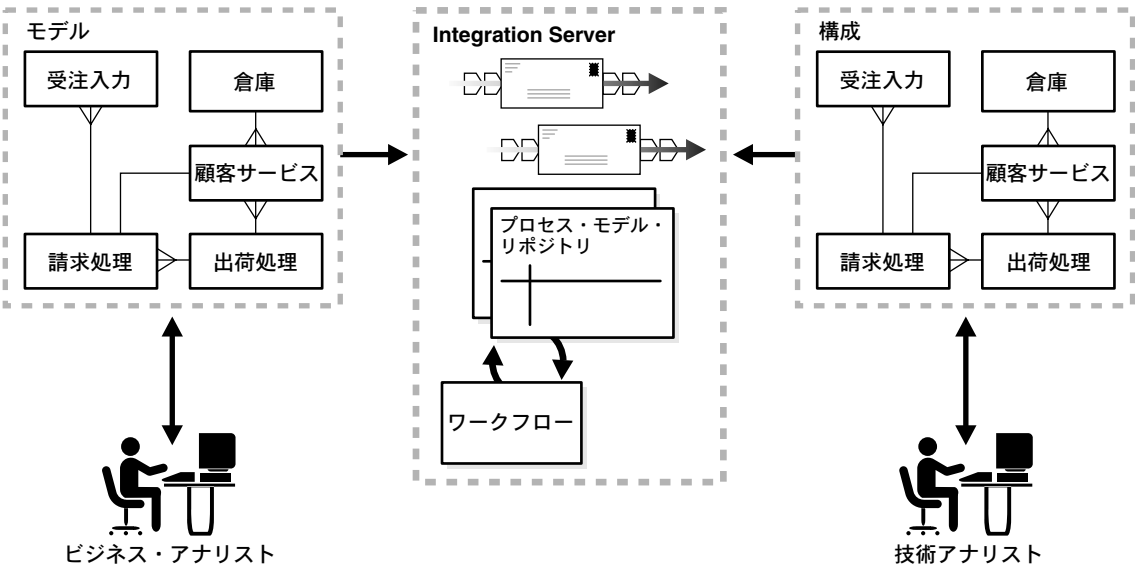 モデル
受注入力
倉庫
顧客サービス
請求処理
出荷処理
ビジネス・アナリスト
Integration Server
プロセス・モデル・
リポジトリ
ワークフロー
構成
受注入力
倉庫
顧客サービス
請求処理
出荷処理
技術アナリスト